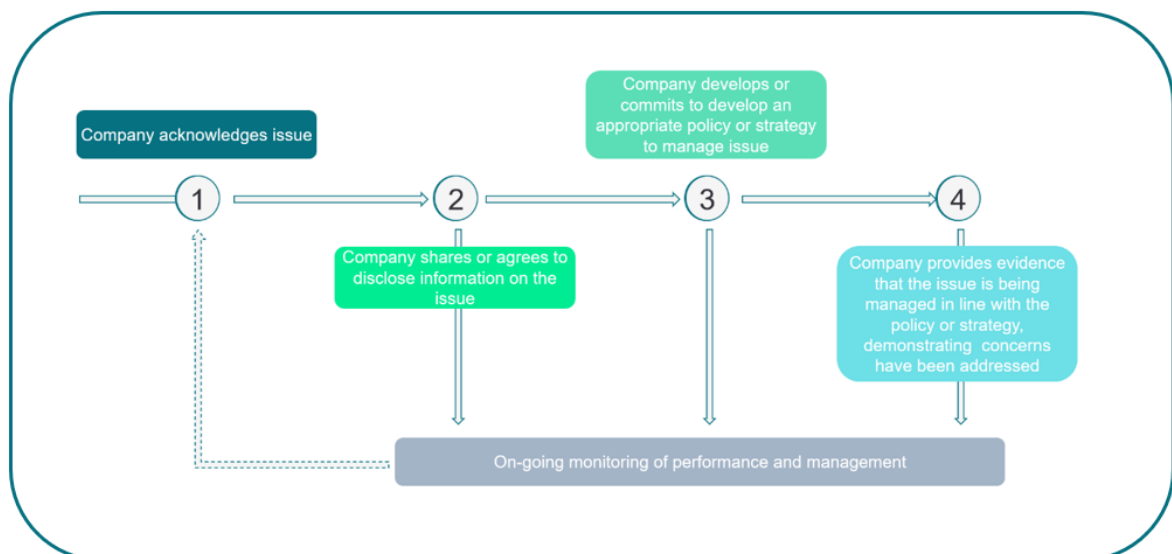 Company develops or
commits to develop an
appropriate policy or strategy
to manage issue
Company acknowledges issue
1
2
3
4
Company shares or agrees to
disclose information on the
issue
Company provides evidence
that the issue is being
managed in line with the
policy or strategy,
demonstrating  concerns
have been addressed
On-going monitoring of performance and management